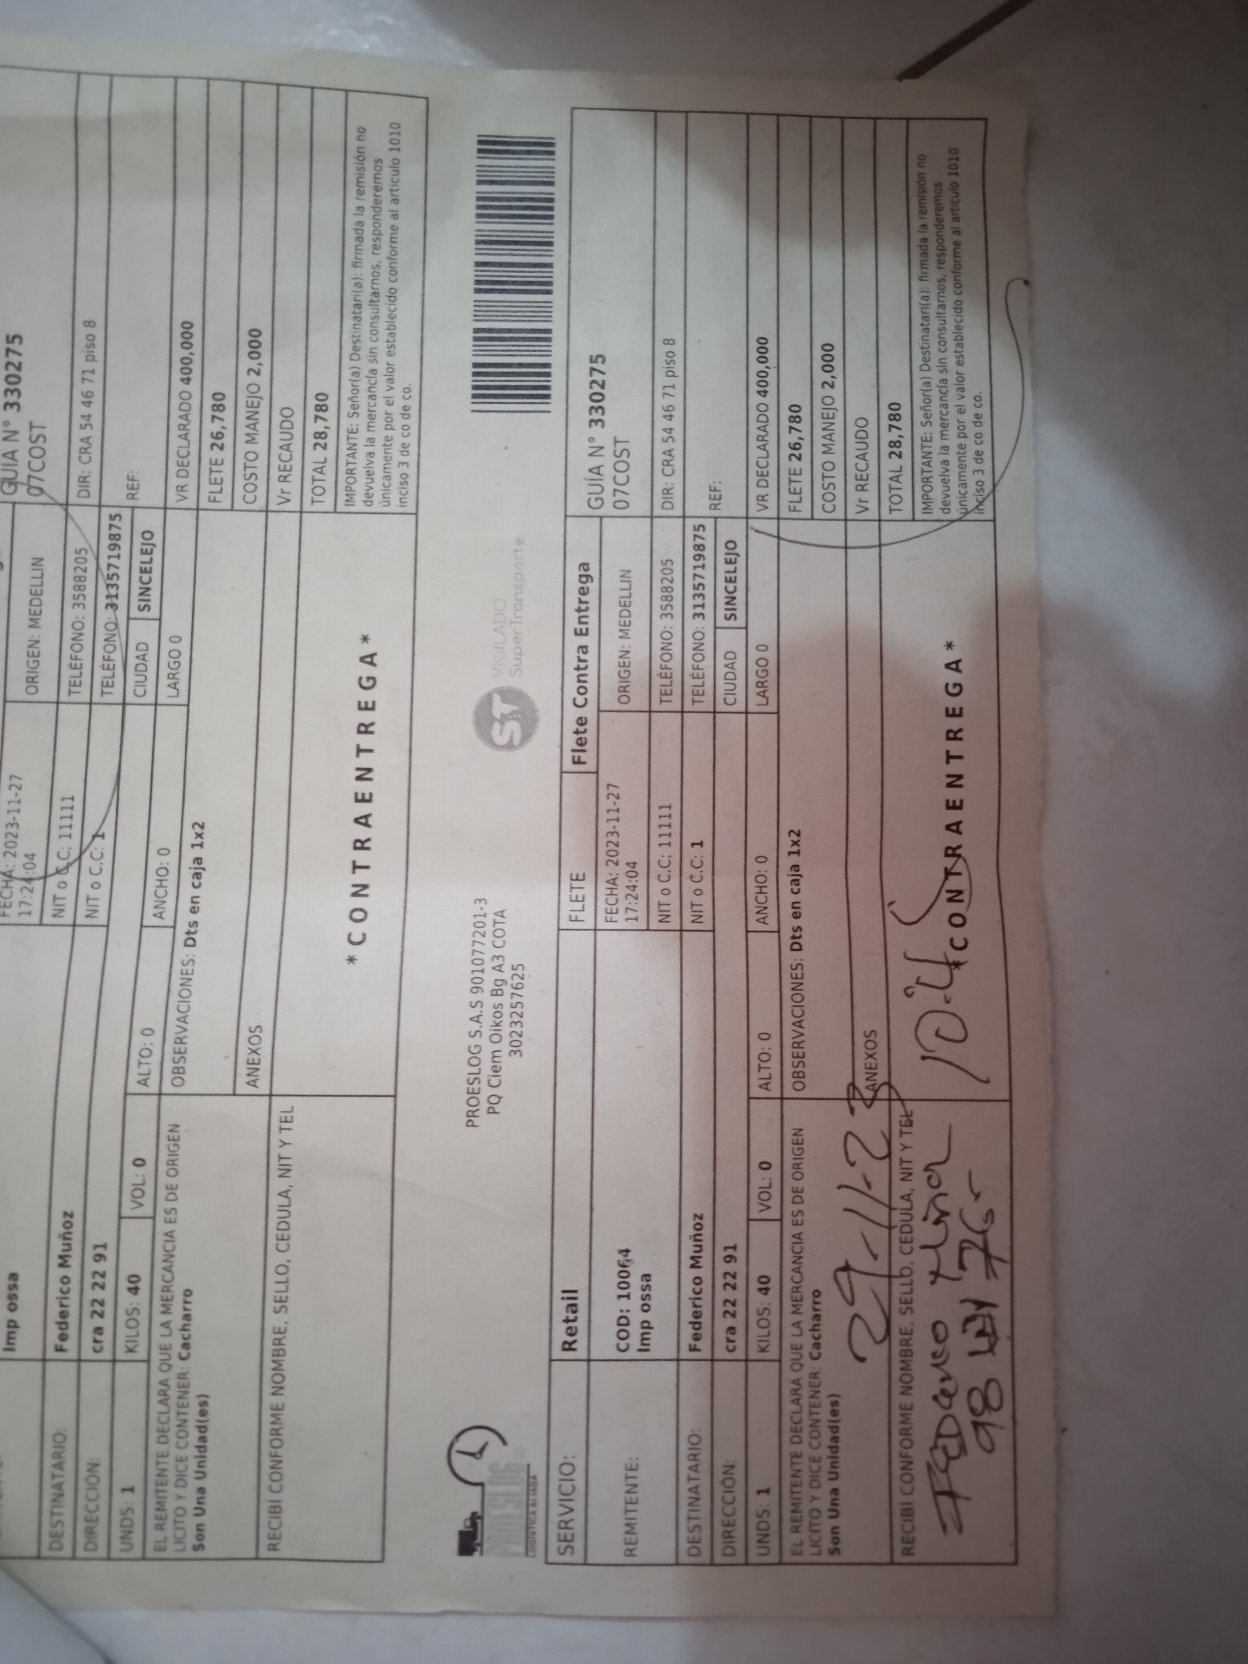 Imp ossa
FECHA: 2023-11-27
17:24:04
ORIGEN: MEDELLIN
GUIA N° 330275
07COST
NIT o C.C: 11111
TELÉFONO: 3588205
DIR: CRA 54 46 71 piso 8
DESTINATARIO: Federico Muñoz
NIT o C.C: 1
TELÉFONO: 3135719875
REF:
DIRECCIÓN: cra 22 22 91
CIUDAD SINCELEJO
UNDS: 1 KILOS: 40 VOL: 0 ALTO: 0 ANCHO: 0 LARGO 0
VR DECLARADO 400,000
EL REMITENTE DECLARA QUE LA MERCANCIA ES DE ORIGEN
LICITO Y DICE CONTENER: Cacharro
Son Una Unidad(es)
OBSERVACIONES: Dts en caja 1x2
FLETE 26,780
COSTO MANEJO 2,000
ANEXOS
Vr RECAUDO
RECIBÍ CONFORME NOMBRE, SELLO, CEDULA, NIT Y TEL
TOTAL 28,780
*CONTRAENTREGA*
IMPORTANTE: Señor(a) Destinatari(a): firmada la remisión no
devuelva la mercancía sin consultarnos, responderemos
únicamente por el valor establecido conforme al articulo 1010
inciso 3 de co de co.
PROESLOG
LOGISTICA ALIADA
PROESLOG S.A.S 901077201-3
PQ Ciem Oikos Bg A3 COTA
3023257625
ST VIGILADO
SuperTransporte
SERVICIO: Retail
FLETE Flete Contra Entrega
GUÍA N° 330275
07COST
REMITENTE: COD: 10064
Imp ossa
FECHA: 2023-11-27
17:24:04
ORIGEN: MEDELLIN
NIT o C.C: 11111
TELÉFONO: 3588205
DIR: CRA 54 46 71 piso 8
DESTINATARIO: Federico Muñoz
NIT o C.C: 1
TELÉFONO: 3135719875
REF:
DIRECCIÓN: cra 22 22 91
CIUDAD SINCELEJO
UNDS: 1 KILOS: 40 VOL: 0 ALTO: 0 ANCHO: 0 LARGO 0
VR DECLARADO 400,000
EL REMITENTE DECLARA QUE LA MERCANCIA ES DE ORIGEN
LICITO Y DICE CONTENER: Cacharro
Son Una Unidad(es)
OBSERVACIONES: Dts en caja 1x2
FLETE 26,780
COSTO MANEJO 2,000
29-11-23
ANEXOS
Vr RECAUDO
RECIBÍ CONFORME NOMBRE, SELLO, CEDULA, NIT Y TEL
TOTAL 28,780
*CONTRAENTREGA*
IMPORTANTE: Señor(a) Destinatari(a): firmada la remisión no
devuelva la mercancía sin consultarnos, responderemos
únicamente por el valor establecido conforme al articulo 1010
inciso 3 de co de co.